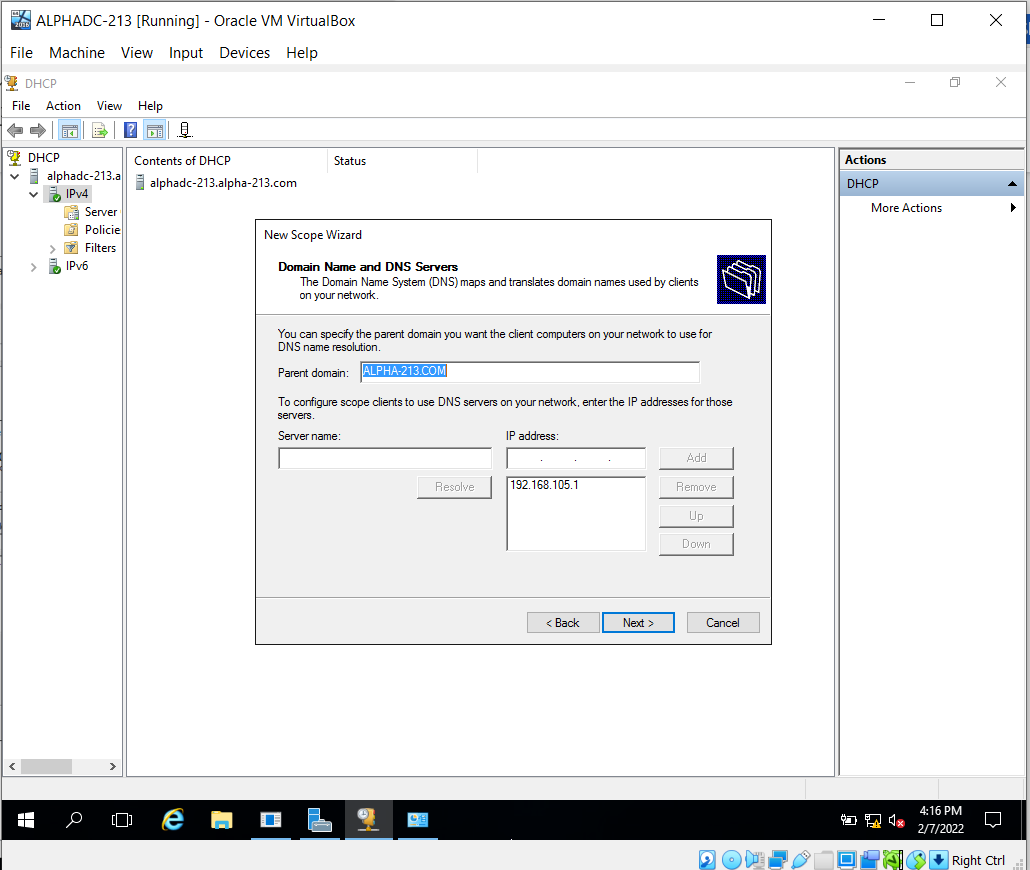 ALPHADC-213 [Running] - Oracle VM VirtualBox
File Machine View Input Devices Help
DHCP
File Action View Help
DHCP
alphadc-213.a
IPv4
Server
Policie
Filters
IPv6
Contents of DHCP Status
alphadc-213.alpha-213.com
Actions
DHCP
More Actions
New Scope Wizard
Domain Name and DNS Servers
The Domain Name System (DNS) maps and translates domain names used by clients
on your network.
You can specify the parent domain you want the client computers on your network to use for
DNS name resolution.
Parent domain: ALPHA-213.COM
To configure scope clients to use DNS servers on your network, enter the IP addresses for those
servers.
Server name: IP address:
. . . Add
Resolve 192.168.105.1 Remove
Up
Down
< Back Next > Cancel
4:16 PM
2/7/2022
Right Ctrl